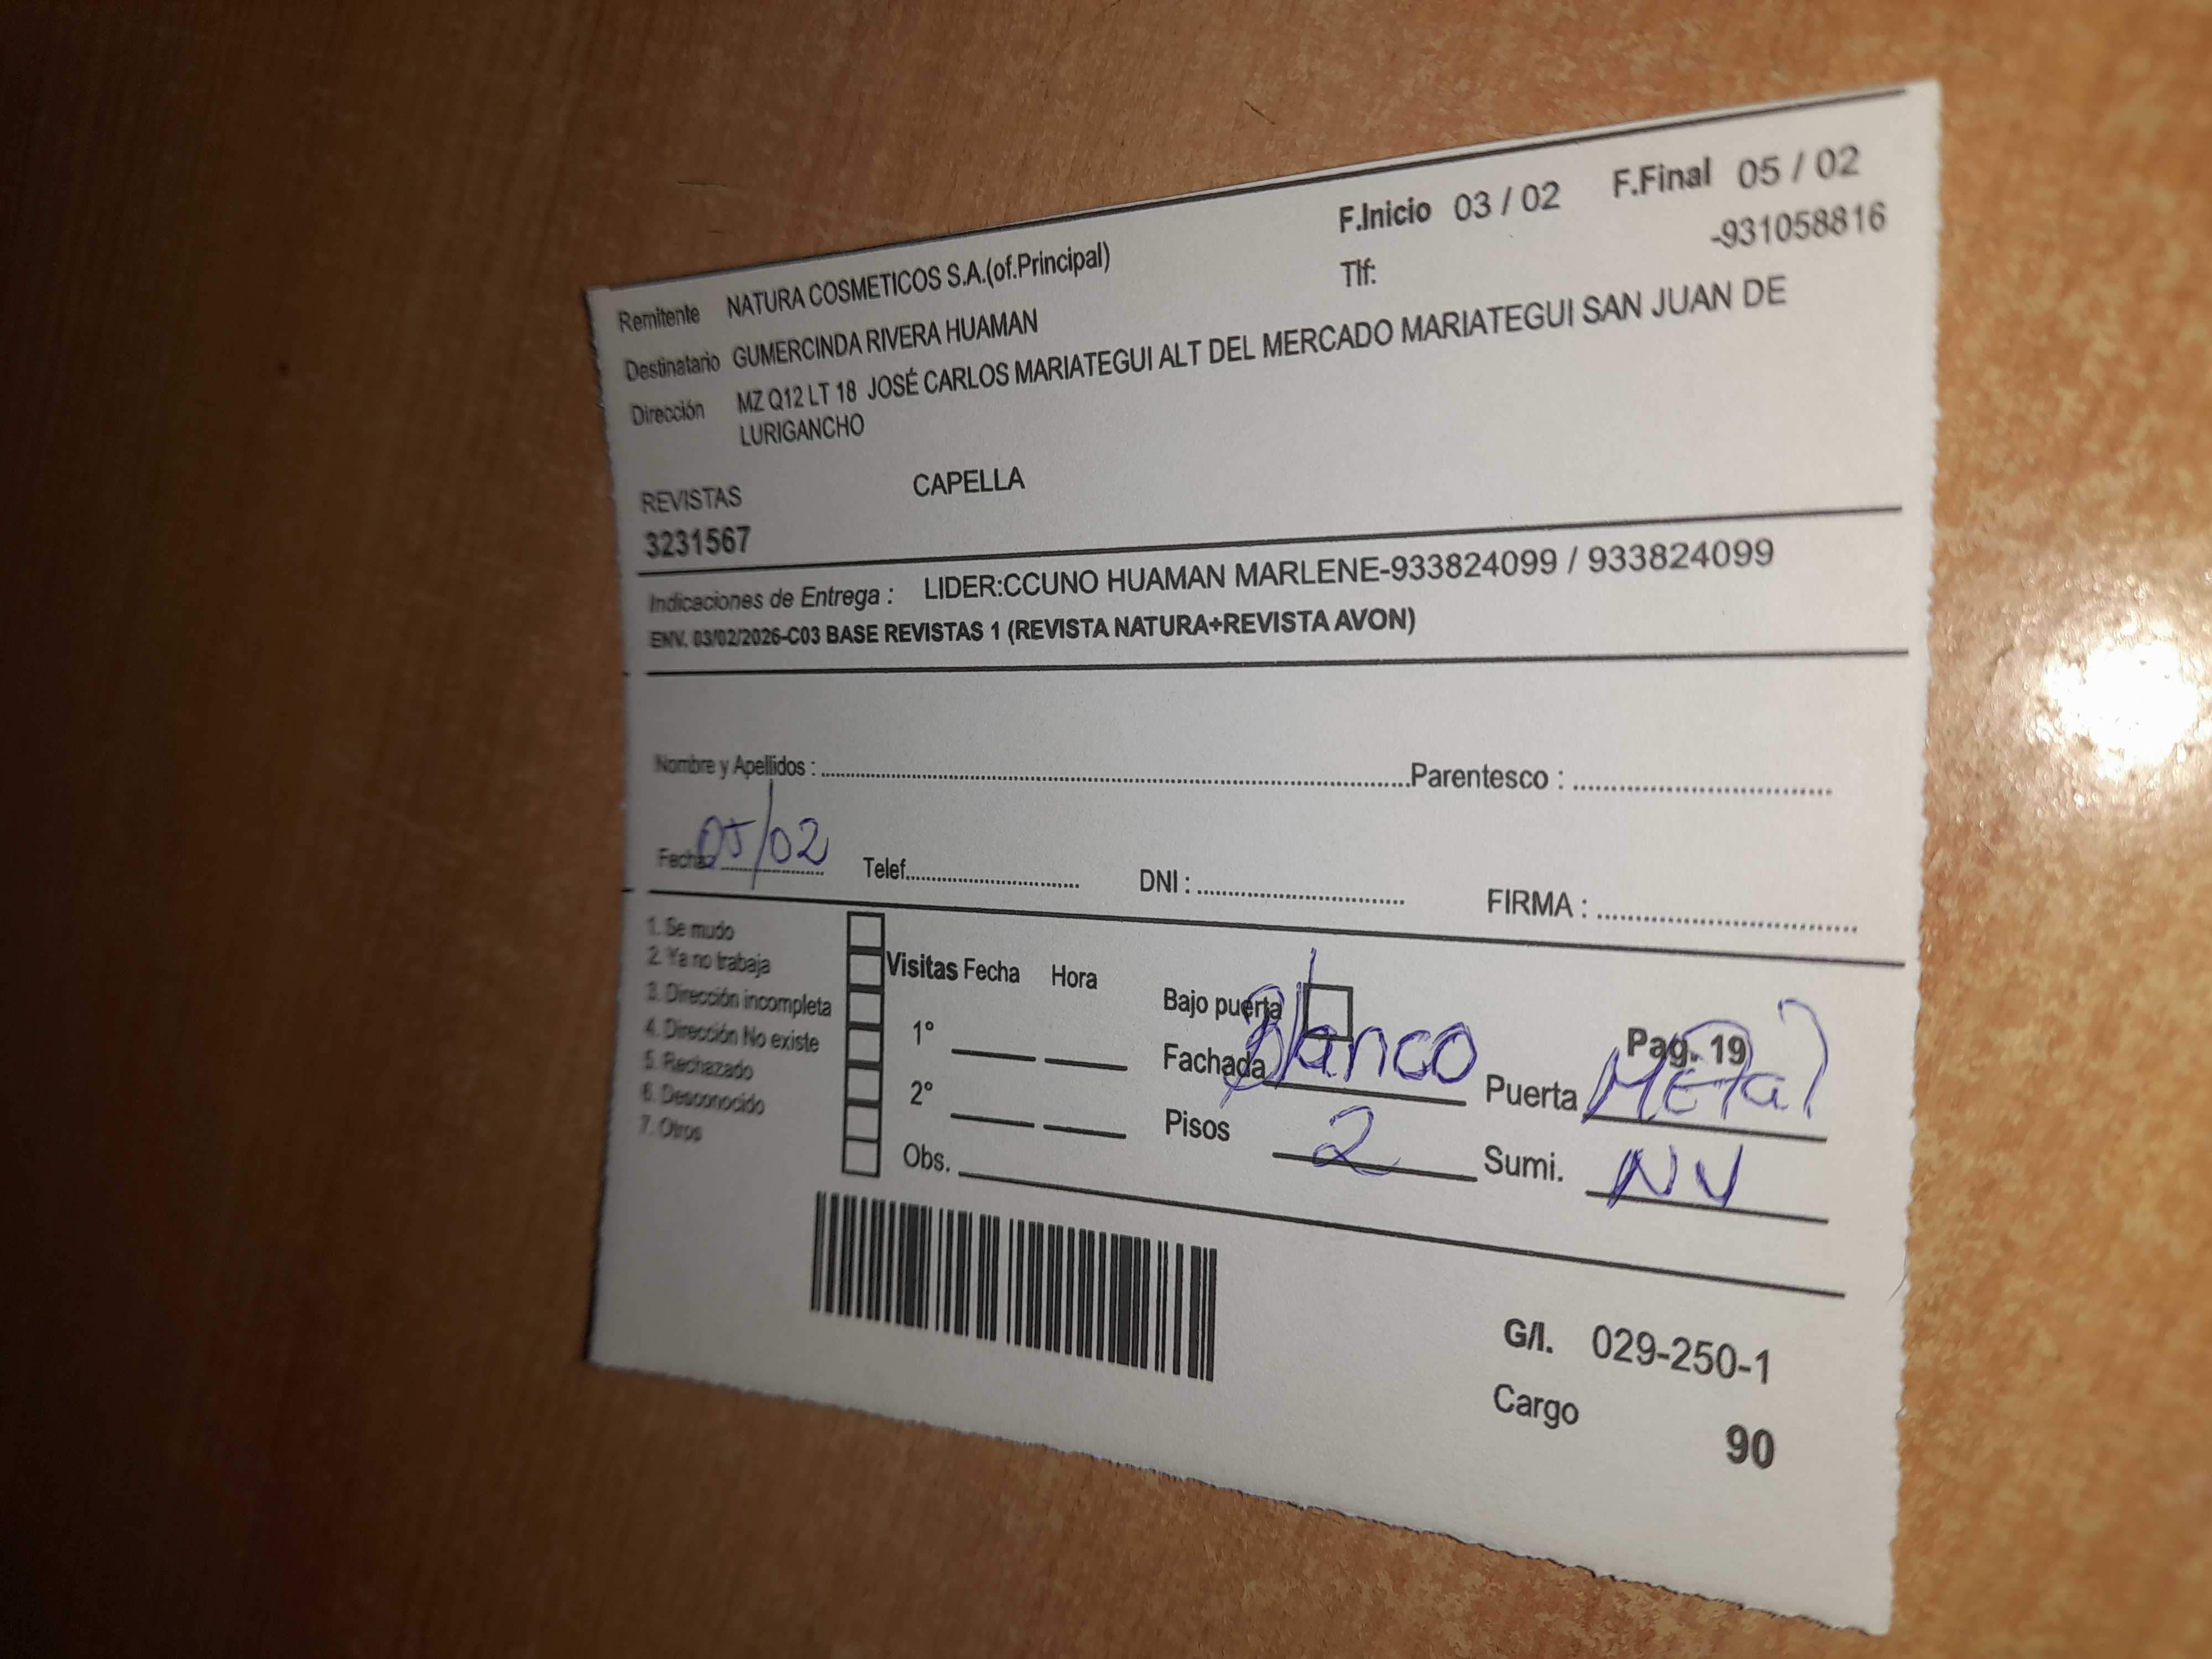 F.Inicio 03 / 02 F.Final 05 / 02
Remitente NATURA COSMETICOS S.A.(of.Principal) Tlf: -931058816
Destinatario GUMERCINDA RIVERA HUAMAN
Dirección MZ Q12 LT 18 JOSÉ CARLOS MARIATEGUI ALT DEL MERCADO MARIATEGUI SAN JUAN DE
LURIGANCHO
REVISTAS CAPELLA
3231567
Indicaciones de Entrega : LIDER:CCUNO HUAMAN MARLENE-933824099 / 933824099
ENV. 03/02/2026-C03 BASE REVISTAS 1 (REVISTA NATURA+REVISTA AVON)
Nombre y Apellidos : Parentesco :
Fecha: 05/02 Telef. DNI : FIRMA :
1. Se mudo
2. Ya no trabaja
3. Dirección incompleta
4. Dirección No existe
5. Rechazado
6. Desconocido
7. Otros
Visitas Fecha Hora
1°
2°
Obs.
Bajo puerta Pag. 19
Fachada Blanco Puerta Metal
Pisos 2 Sumi. NV
G/I. 029-250-1
Cargo 90